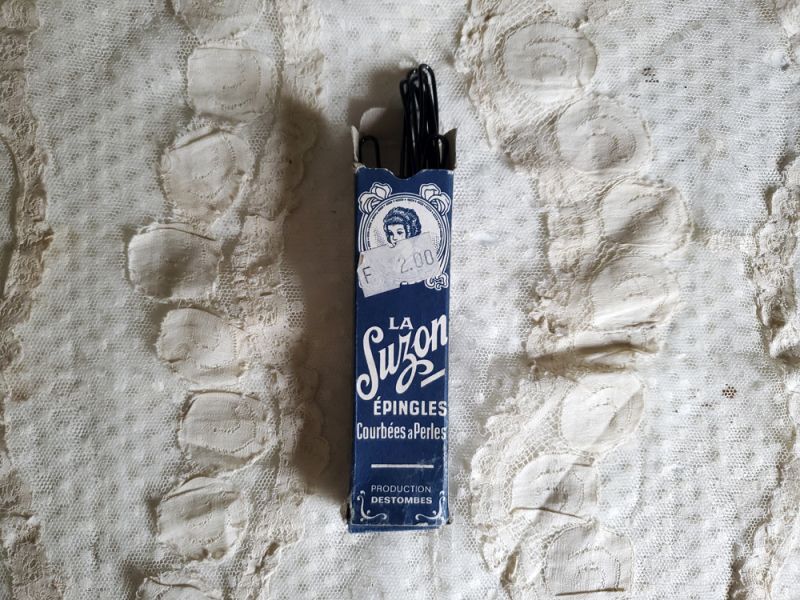 F 2.00
LA
Suzon
ÉPINGLES
Courbées a Perles
PRODUCTION
DESTOMBES